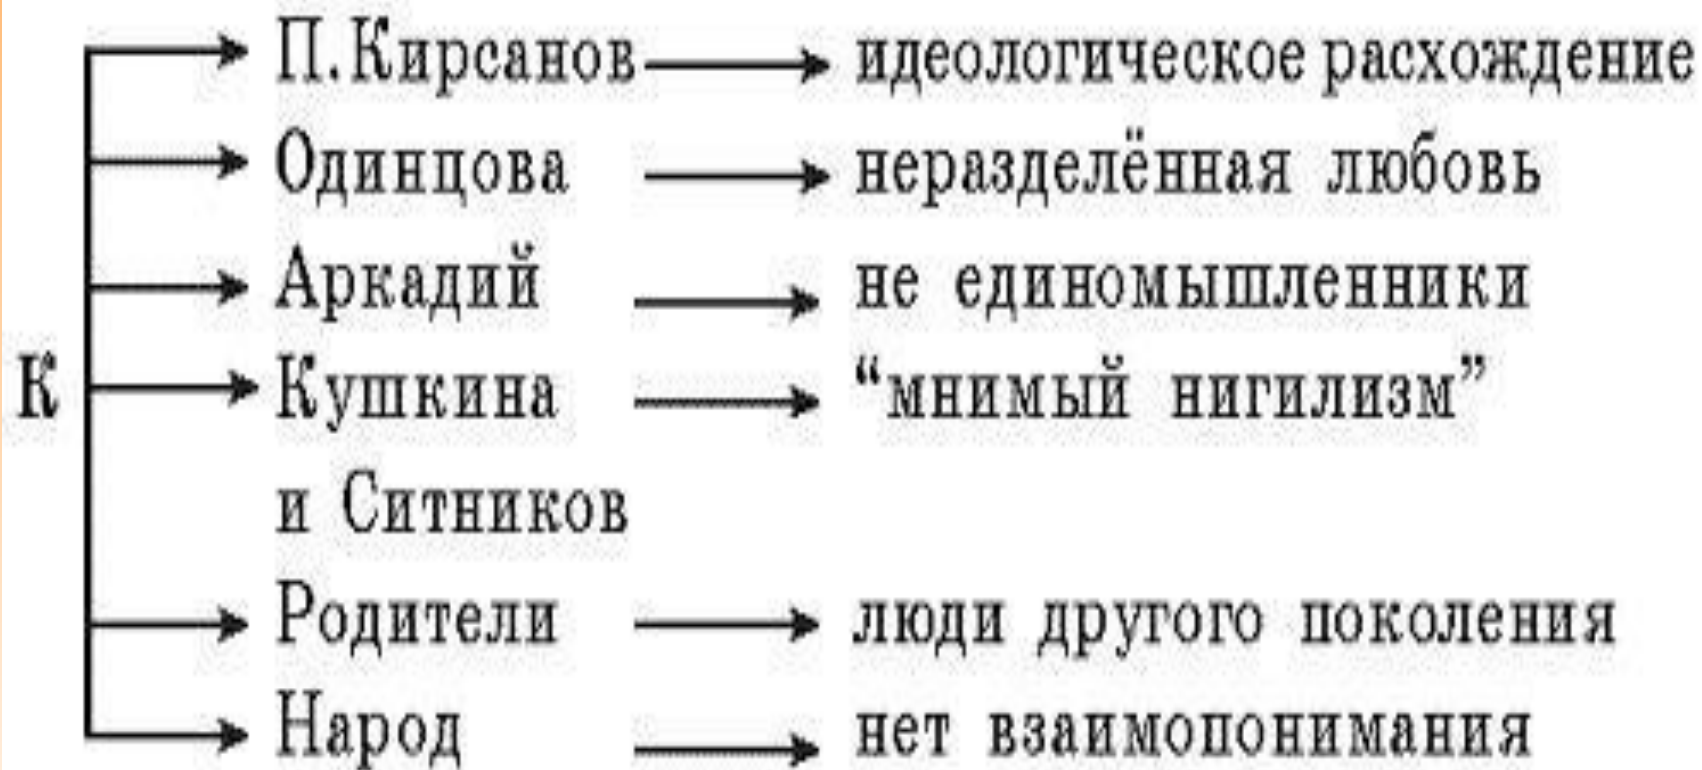 П.Кирсанов идеологическое расхождение
Одинцова неразделённая любовь
Аркадий не единомышленники
К Кушкина “мнимый нигилизм”
и Ситников
Родители люди другого поколения
Народ нет взаимопонимания